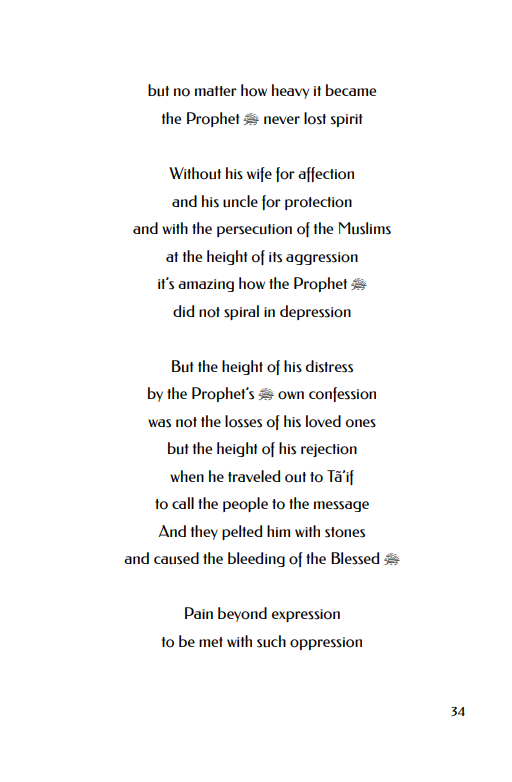 but no matter how heavy it became
the Prophet ﷺ never lost spirit
Without his wife for affection
and his uncle for protection
and with the persecution of the Muslims
at the height of its aggression
it's amazing how the Prophet ﷺ
did not spiral in depression
But the height of his distress
by the Prophet's ﷺ own confession
was not the losses of his loved ones
but the height of his rejection
when he traveled out to Tã'if
to call the people to the message
And they pelted him with stones
and caused the bleeding of the Blessed ﷺ
Pain beyond expression
to be met with such oppression
34